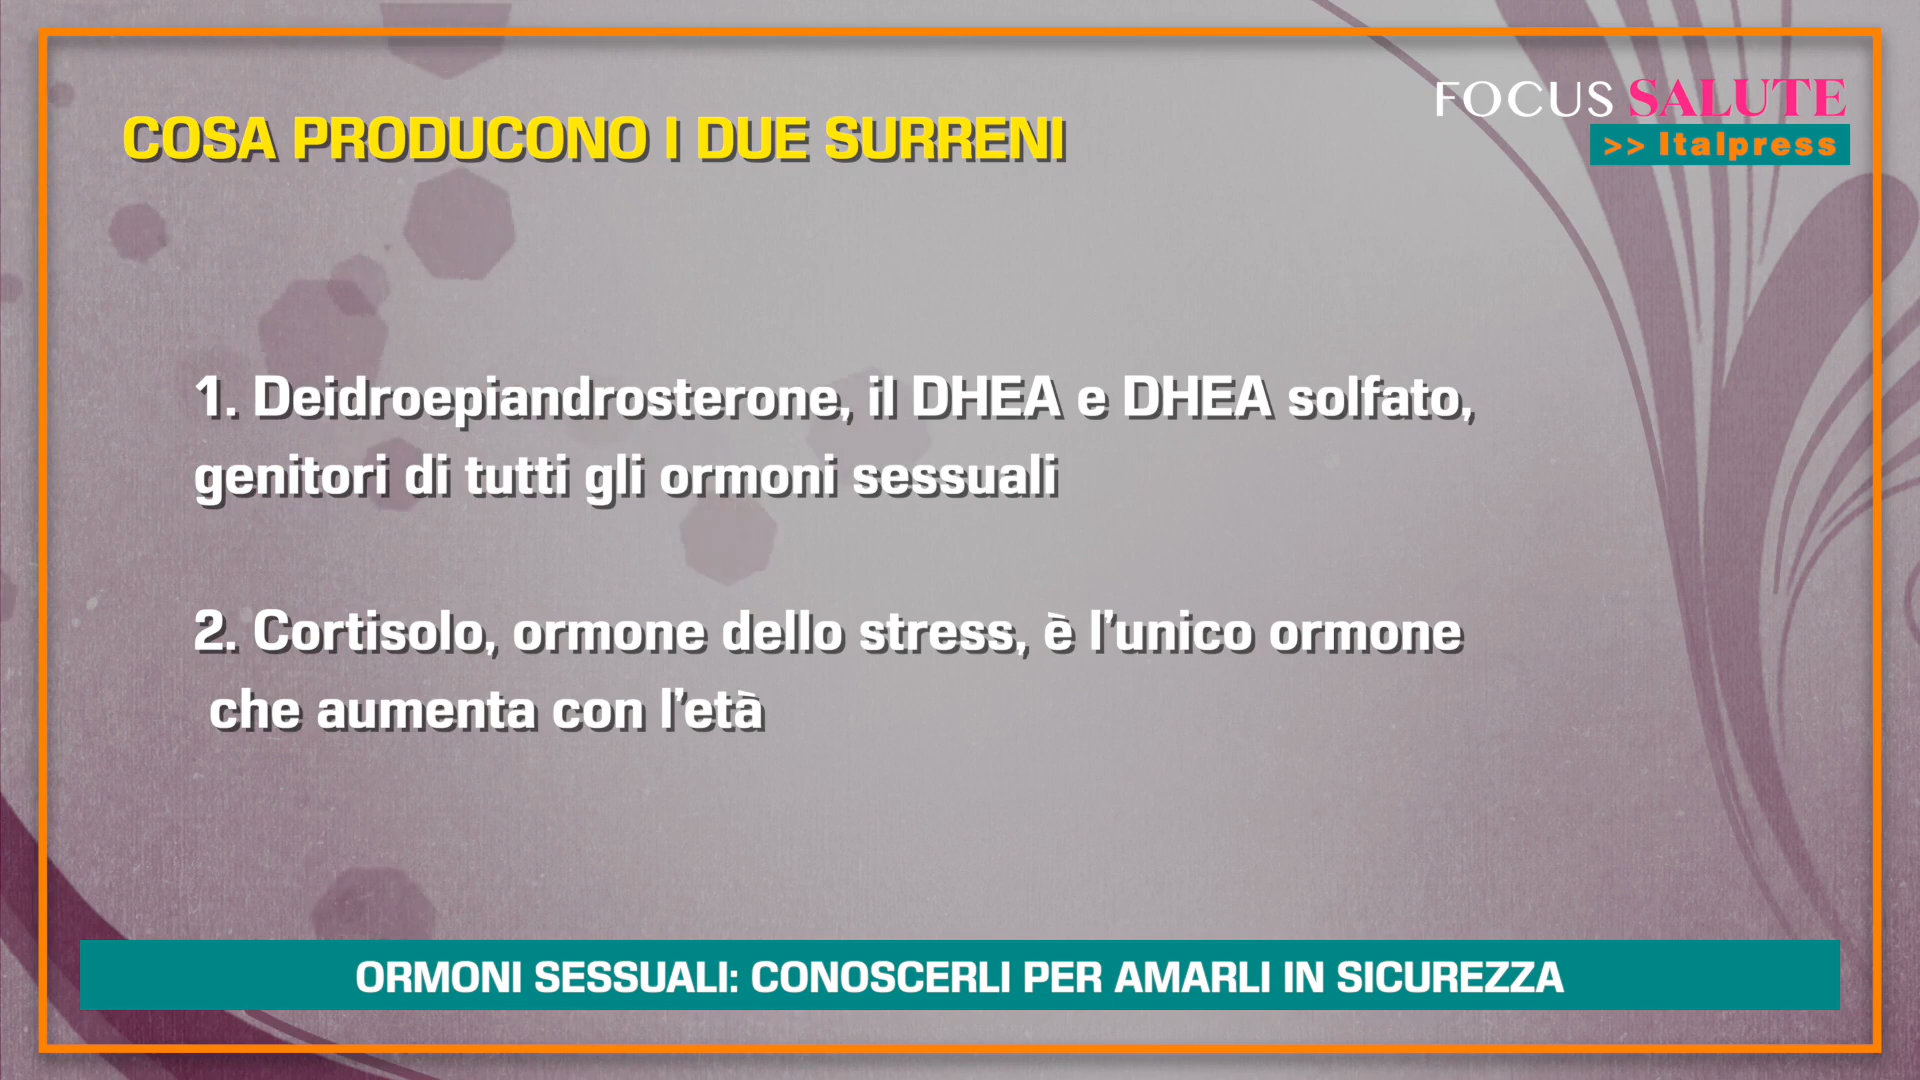 FOCUS SALUTE
>> Italpress
COSA PRODUCONO I DUE SURRENI
1. Deidroepiandrosterone, il DHEA e DHEA solfato,
genitori di tutti gli ormoni sessuali
2. Cortisolo, ormone dello stress, è l'unico ormone
che aumenta con l'età
ORMONI SESSUALI: CONOSCERLI PER AMARLI IN SICUREZZA